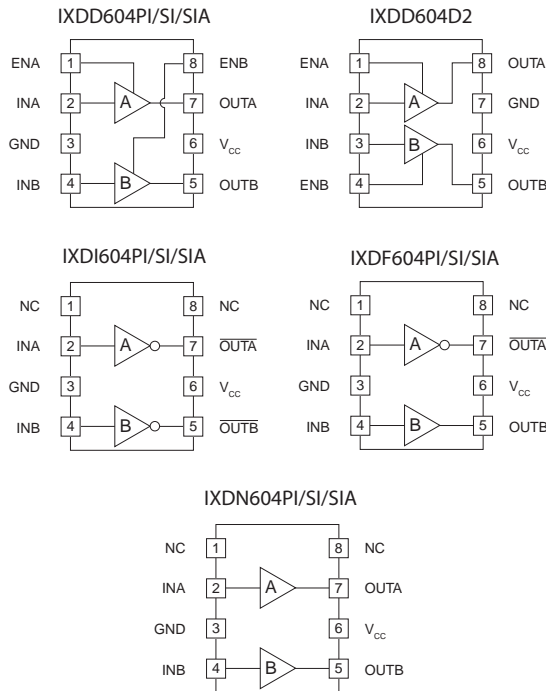 IXDD604PI/SI/SIA
ENA 1 8 ENB
INA 2 A 7 OUTA
GND 3 6 VCC
INB 4 B 5 OUTB
IXDD604D2
ENA 1 8 OUTA
INA 2 A 7 GND
INB 3 B 6 VCC
ENB 4 5 OUTB
IXDI604PI/SI/SIA
NC 1 8 NC
INA 2 A 7 OUTA
GND 3 6 VCC
INB 4 B 5 OUTB
IXDF604PI/SI/SIA
NC 1 8 NC
INA 2 A 7 OUTA
GND 3 6 VCC
INB 4 B 5 OUTB
IXDN604PI/SI/SIA
NC 1 8 NC
INA 2 A 7 OUTA
GND 3 6 VCC
INB 4 B 5 OUTB